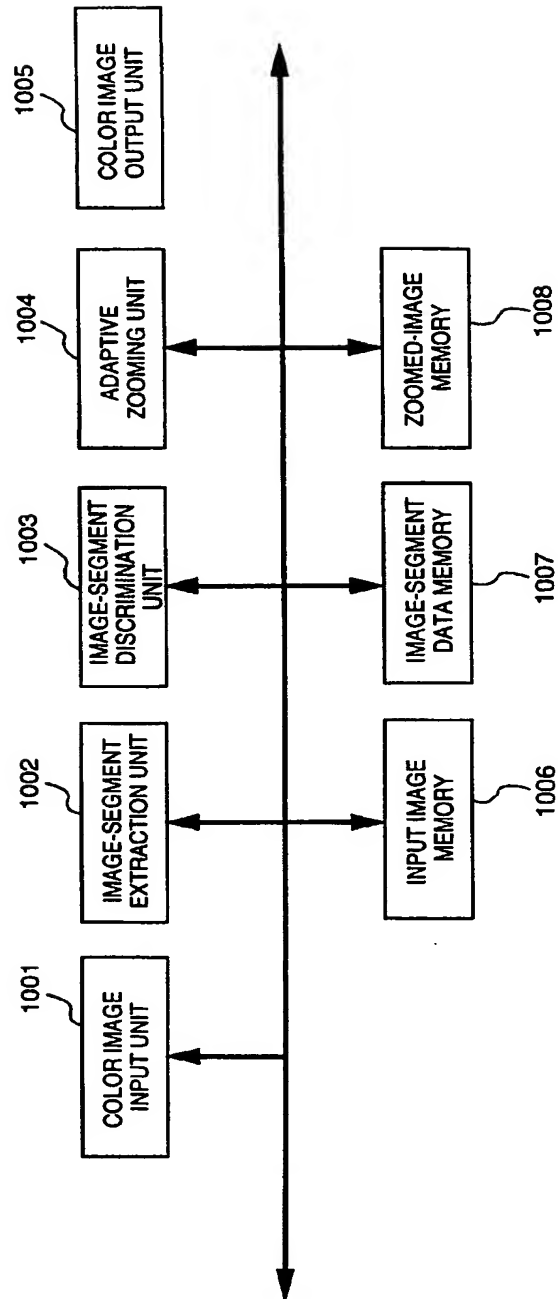 1001
COLOR IMAGE
INPUT UNIT
1002
IMAGE-SEGMENT
EXTRACTION UNIT
1003
IMAGE-SEGMENT
DISCRIMINATION
UNIT
1004
ADAPTIVE
ZOOMING UNIT
1005
COLOR IMAGE
OUTPUT UNIT
INPUT IMAGE
MEMORY
1006
IMAGE-SEGMENT
DATA MEMORY
1007
ZOOMED-IMAGE
MEMORY
1008